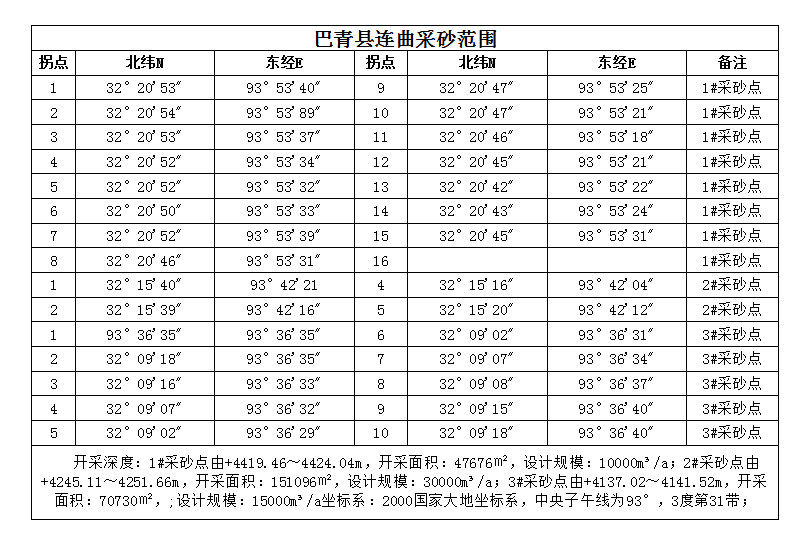 巴青县连曲采砂范围
拐点 北纬N 东经E 拐点 北纬N 东经E 备注
1 32°20'53" 93°53'40" 9 32°20'47" 93°53'25" 1#采砂点
2 32°20'54" 93°53'89" 10 32°20'47" 93°53'21" 1#采砂点
3 32°20'53" 93°53'37" 11 32°20'46" 93°53'18" 1#采砂点
4 32°20'52" 93°53'34" 12 32°20'45" 93°53'21" 1#采砂点
5 32°20'52" 93°53'32" 13 32°20'42" 93°53'22" 1#采砂点
6 32°20'50" 93°53'33" 14 32°20'43" 93°53'24" 1#采砂点
7 32°20'52" 93°53'39" 15 32°20'45" 93°53'31" 1#采砂点
8 32°20'46" 93°53'31" 16 1#采砂点
1 32°15'40" 93°42'21 4 32°15'16" 93°42'04" 2#采砂点
2 32°15'39" 93°42'16" 5 32°15'20" 93°42'12" 2#采砂点
1 93°36'35" 93°36'35" 6 32°09'02" 93°36'31" 3#采砂点
2 32°09'18" 93°36'35" 7 32°09'07" 93°36'34" 3#采砂点
3 32°09'16" 93°36'33" 8 32°09'08" 93°36'37" 3#采砂点
4 32°09'07" 93°36'32" 9 32°09'15" 93°36'40" 3#采砂点
5 32°09'02" 93°36'29" 10 32°09'18" 93°36'40" 3#采砂点
开采深度：1#采砂点由+4419.46～4424.04m，开采面积：47676m²，设计规模：10000m³/a；2#采砂点由
+4245.11～4251.66m，开采面积：151096m²，设计规模：30000m³/a；3#采砂点由+4137.02～4141.52m，开采
面积：70730m²，;设计规模：15000m³/a坐标系：2000国家大地坐标系，中央子午线为93°，3度第31带；